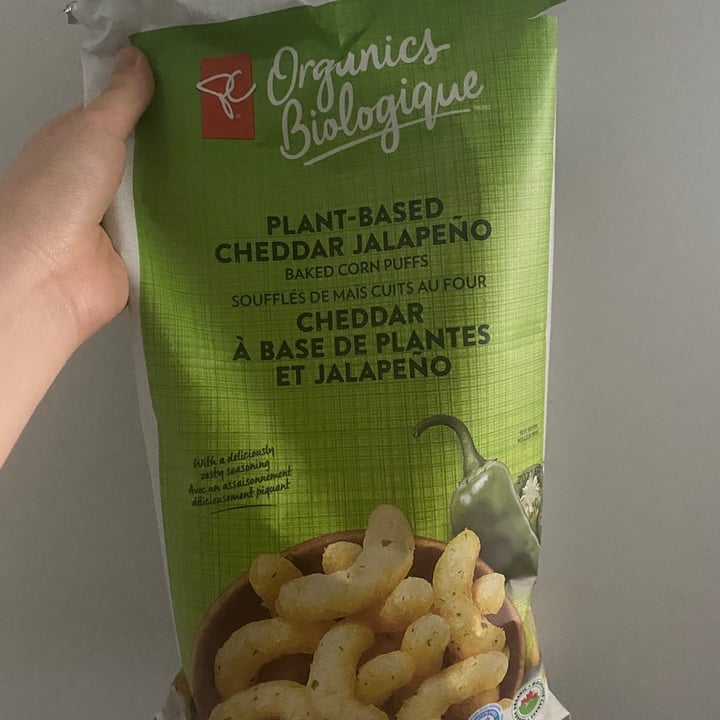 PC
Organics
Biologique
PLANT-BASED
CHEDDAR JALAPEÑO
BAKED CORN PUFFS
SOUFFLÉS DE MAÏS CUITS AU FOUR
CHEDDAR
À BASE DE PLANTES
ET JALAPEÑO
With a deliciously
zesty seasoning
Avec un assaisonnement
délicieusement piquant